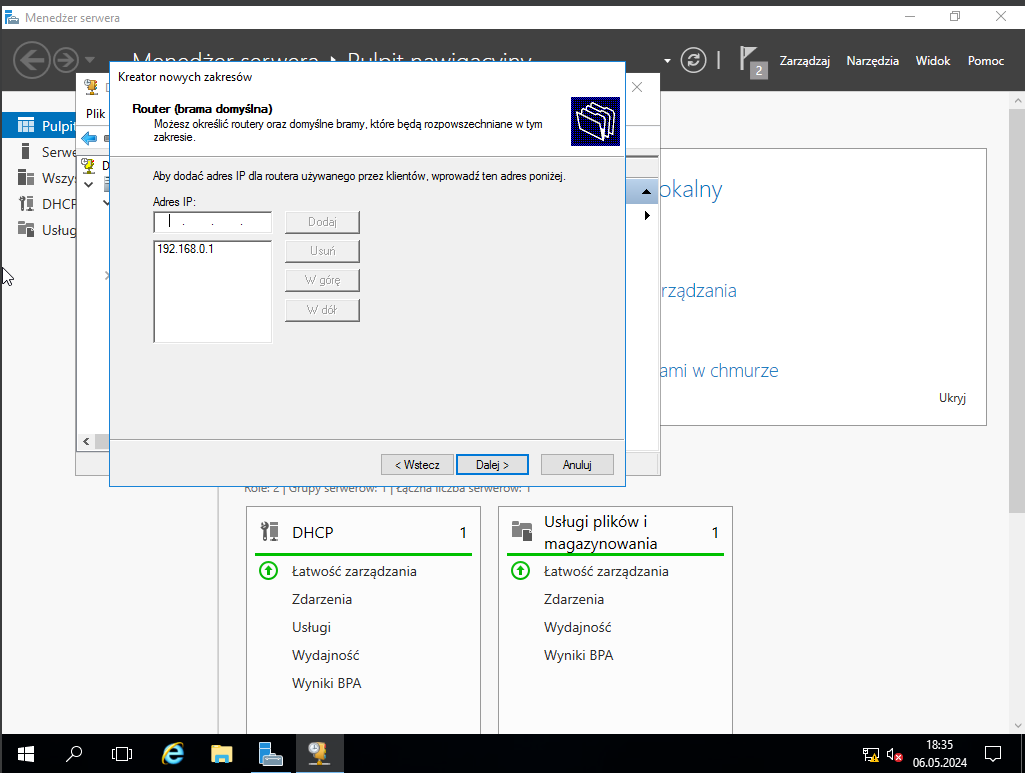 Menedżer serwera
Menedżer serwera
Pulpit nawigacyjny
2
Zarządzaj
Narzędzia
Widok
Pomoc
Pulpit
Serwe
Wszys
DHCP
Usług
Plik
D
Kreator nowych zakresów
Router (brama domyślna)
Możesz określić routery oraz domyślne bramy, które będą rozpowszechniane w tym
zakresie.
Aby dodać adres IP dla routera używanego przez klientów, wprowadź ten adres poniżej.
Adres IP:
. . .
Dodaj
192.168.0.1
Usuń
W górę
W dół
< Wstecz
Dalej >
Anuluj
okalny
rządzania
ami w chmurze
Ukryj
Role: 2 | Grupy serwerów: 1 | Łączna liczba serwerów: 1
DHCP
1
Łatwość zarządzania
Zdarzenia
Usługi
Wydajność
Wyniki BPA
Usługi plików i
magazynowania
1
Łatwość zarządzania
Zdarzenia
Wydajność
Wyniki BPA
18:35
06.05.2024